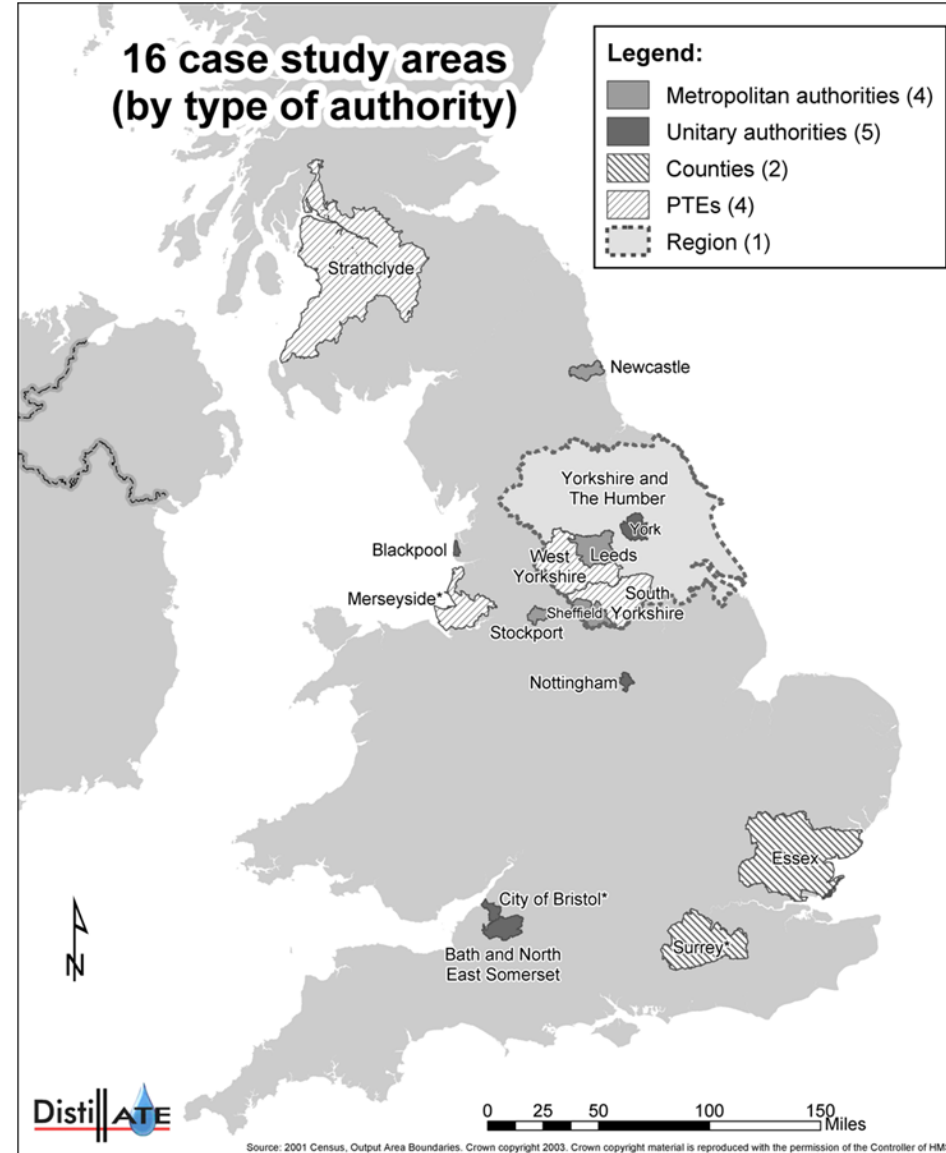 16 case study areas
(by type of authority)
Legend:
Metropolitan authorities (4)
Unitary authorities (5)
Counties (2)
PTEs (4)
Region (1)
Strathclyde
Newcastle
Yorkshire and
The Humber
York
Blackpool
West
Yorkshire
Leeds
Merseyside*
South
Yorkshire
Sheffield
Stockport
Nottingham
Essex
City of Bristol*
Bath and North
East Somerset
Surrey*
N
DistillATE
0 25 50 100 150
Miles
Source: 2001 Census, Output Area Boundaries. Crown copyright 2003. Crown copyright material is reproduced with the permission of the Controller of HM